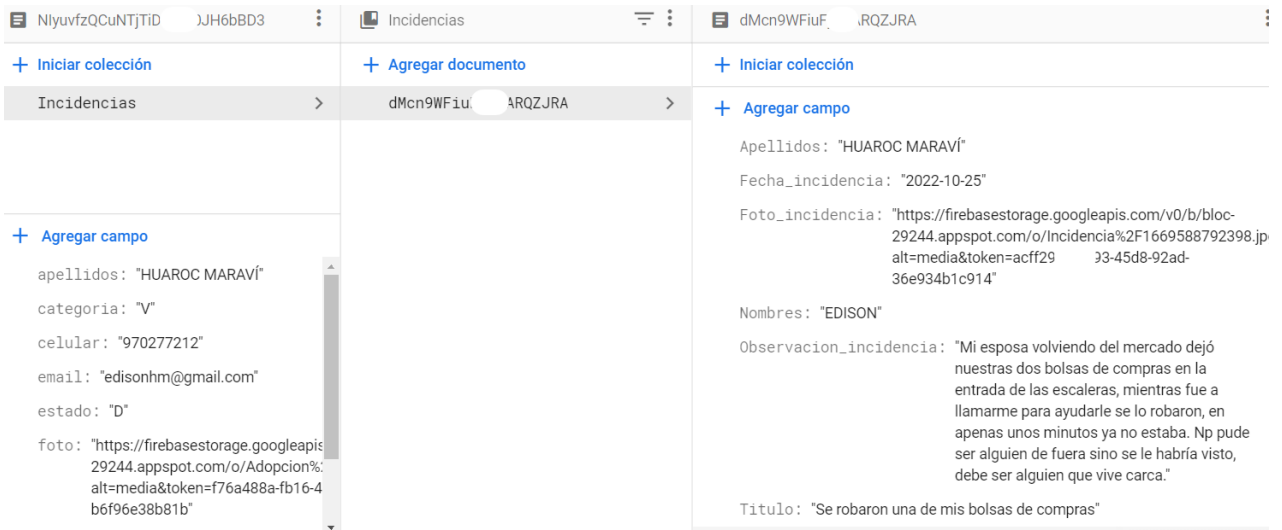 NIyuvfzQCuNTjTiD JH6bBD3
Iniciar colección
Incidencias
Agregar campo
apellidos: "HUAROC MARAVÍ"
categoria: "V"
celular: "970277212"
email: "edisonhm@gmail.com"
estado: "D"
foto: "https://firebasestorage.googleapis
29244.appspot.com/o/Adopcion%
alt=media&token=f76a488a-fb16-4
b6f96e38b81b"
Incidencias
Agregar documento
dMcn9WFiu ARQZJRA
dMcn9WFiuF RQZJRA
Iniciar colección
Agregar campo
Apellidos: "HUAROC MARAVÍ"
Fecha_incidencia: "2022-10-25"
Foto_incidencia: "https://firebasestorage.googleapis.com/v0/b/bloc-
29244.appspot.com/o/Incidencia%2F1669588792398.jp
alt=media&token=acff29 93-45d8-92ad-
36e934b1c914"
Nombres: "EDISON"
Observacion_incidencia: "Mi esposa volviendo del mercado dejó
nuestras dos bolsas de compras en la
entrada de las escaleras, mientras fue a
llamarme para ayudarle se lo robaron, en
apenas unos minutos ya no estaba. Np pude
ser alguien de fuera sino se le habría visto,
debe ser alguien que vive carca."
Titulo: "Se robaron una de mis bolsas de compras"